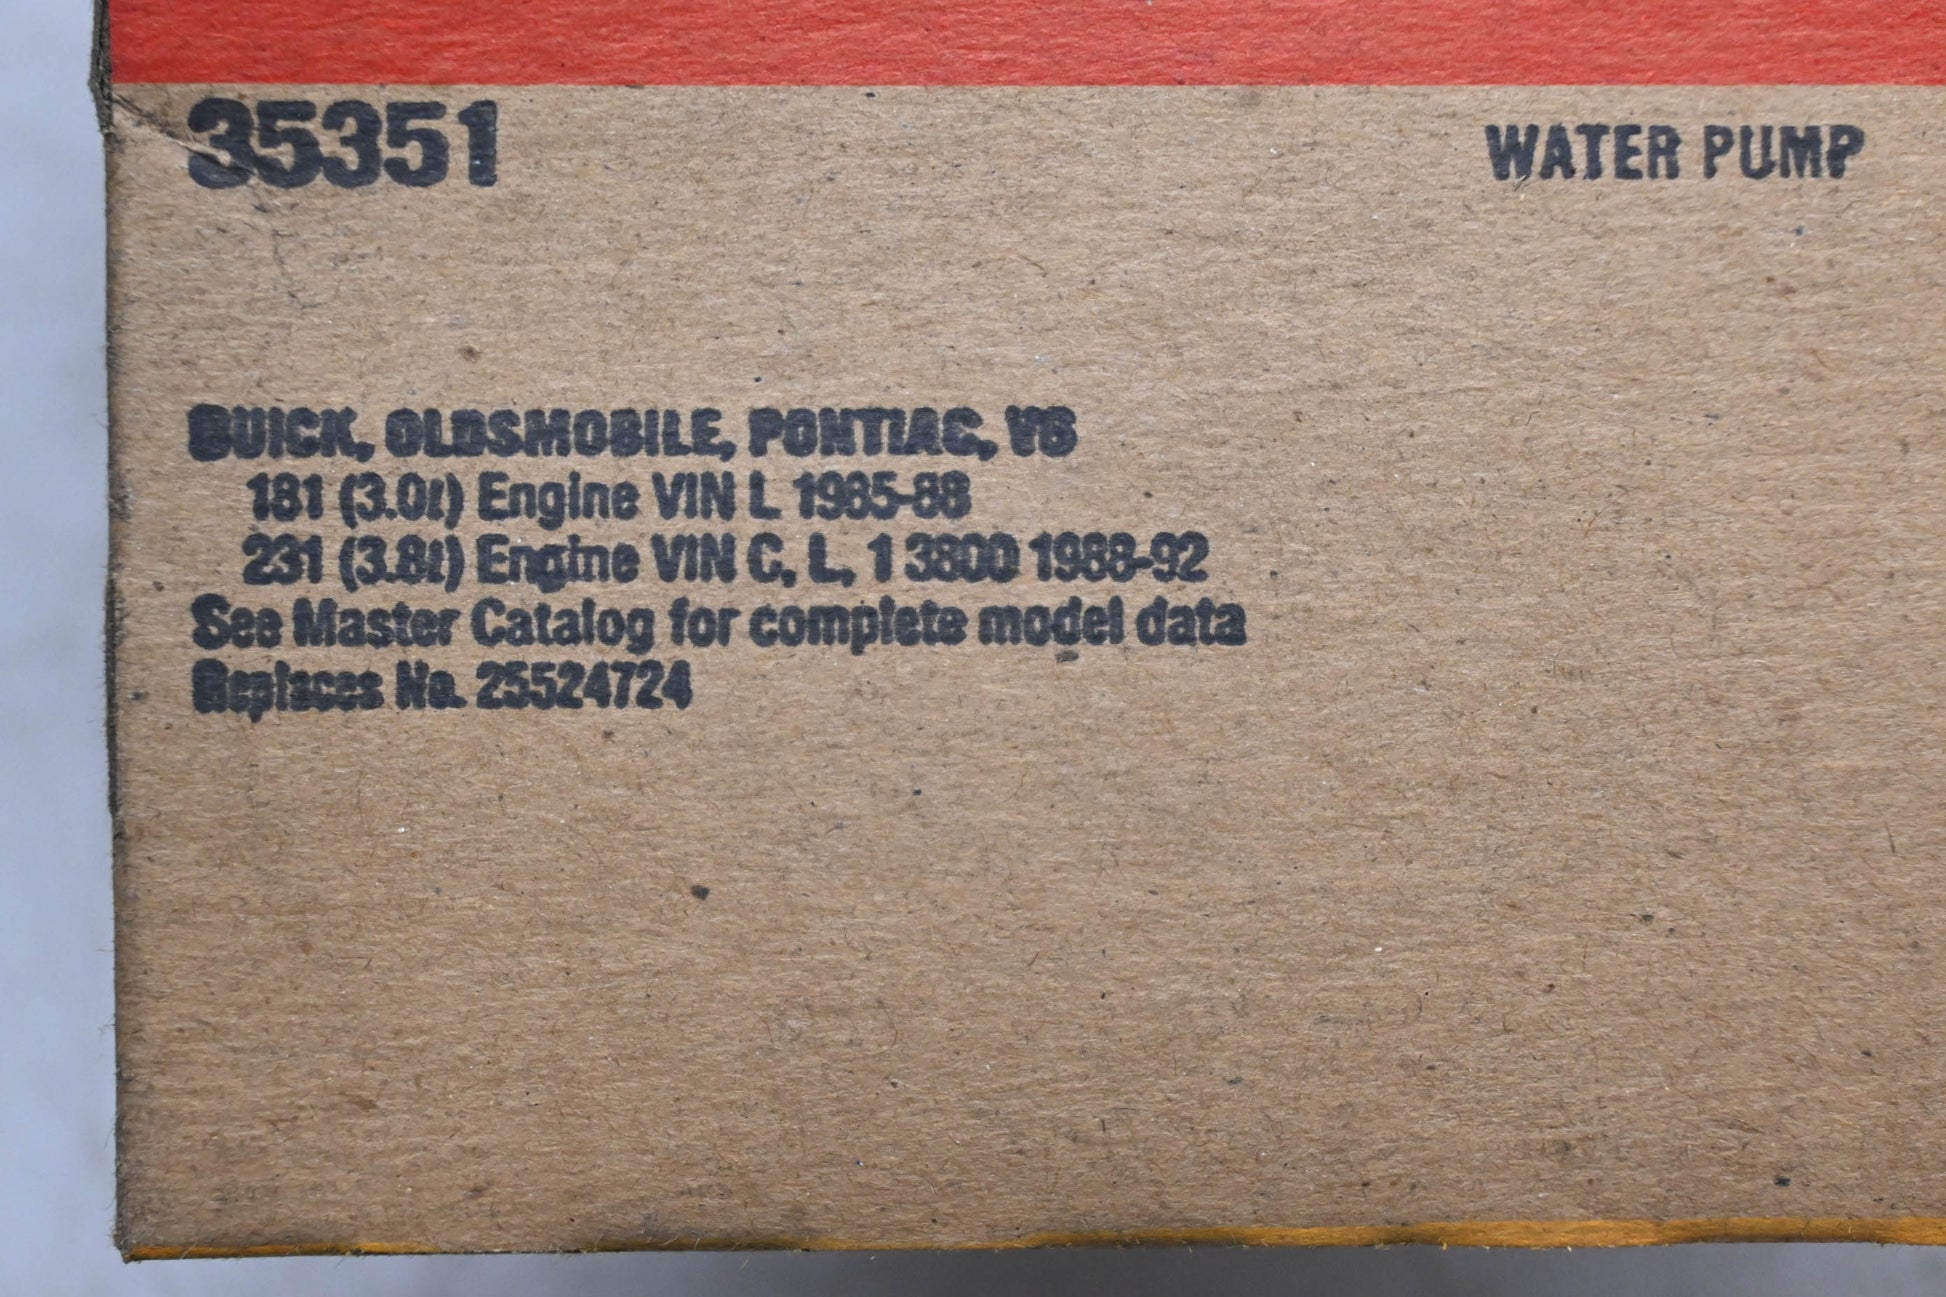 35351
WATER PUMP
BUICK, OLDSMOBILE, PONTIAC, V6
181 (3.0ℓ) Engine VIN L 1985-88
231 (3.8ℓ) Engine VIN C, L, 1 3800 1988-92
See Master Catalog for complete model data
Replaces No. 25524724